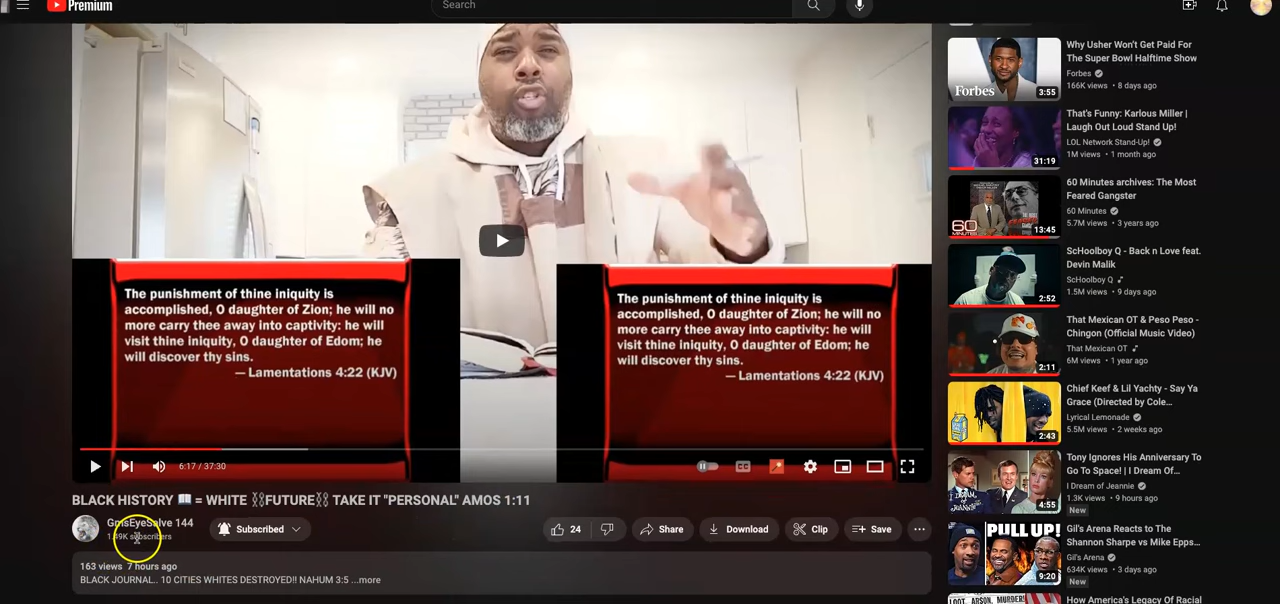 Premium
Search
The punishment of thine iniquity is
accomplished, O daughter of Zion; he will no
more carry thee away into captivity: he will
visit thine iniquity, O daughter of Edom; he
will discover thy sins.
— Lamentations 4:22 (KJV)
The punishment of thine iniquity is
accomplished, O daughter of Zion; he will no
more carry thee away into captivity: he will
visit thine iniquity, O daughter of Edom; he
will discover thy sins.
— Lamentations 4:22 (KJV)
6:17 / 37:30
CC
BLACK HISTORY 📖 = WHITE ⛓FUTURE⛓ TAKE IT "PERSONAL" AMOS 1:11
GmsEyeSalve 144
1.49K subscribers
Subscribed
24
Share
Download
Clip
Save
163 views 7 hours ago
BLACK JOURNAL.. 10 CITIES WHITES DESTROYED!! NAHUM 3:5 ...more
Forbes
3:55
Why Usher Won't Get Paid For
The Super Bowl Halftime Show
Forbes
166K views • 8 days ago
31:19
That's Funny: Karlous Miller |
Laugh Out Loud Stand Up!
LOL Network Stand-Up!
1M views • 1 month ago
60
MINUTES
13:45
60 Minutes archives: The Most
Feared Gangster
60 Minutes
5.7M views • 3 years ago
2:52
ScHoolboy Q - Back n Love feat.
Devin Malik
ScHoolboy Q
1.5M views • 9 days ago
2:11
That Mexican OT & Peso Peso -
Chingon (Official Music Video)
That Mexican OT
6M views • 1 year ago
2:43
Chief Keef & Lil Yachty - Say Ya
Grace (Directed by Cole...
Lyrical Lemonade
5.5M views • 2 weeks ago
4:55
Tony Ignores His Anniversary To
Go To Space! | I Dream Of...
I Dream of Jeannie
1.3K views • 9 hours ago
New
PULL UP!
9:20
Gil's Arena Reacts to The
Shannon Sharpe vs Mike Epps...
Gil's Arena
634K views • 3 days ago
New
LOOT, ARSON, MURDER!
How America's Legacy Of Racial